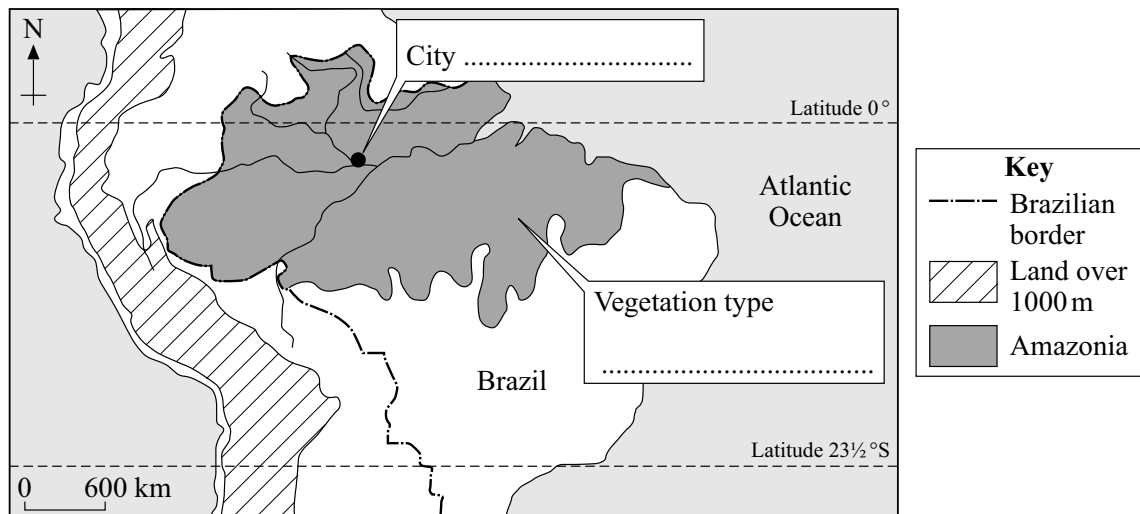 N
City ................................
Latitude 0°
Atlantic
Ocean
Vegetation type
......................................
Brazil
Latitude 23½°S
0 600 km
Key
Brazilian
border
Land over
1000 m
Amazonia